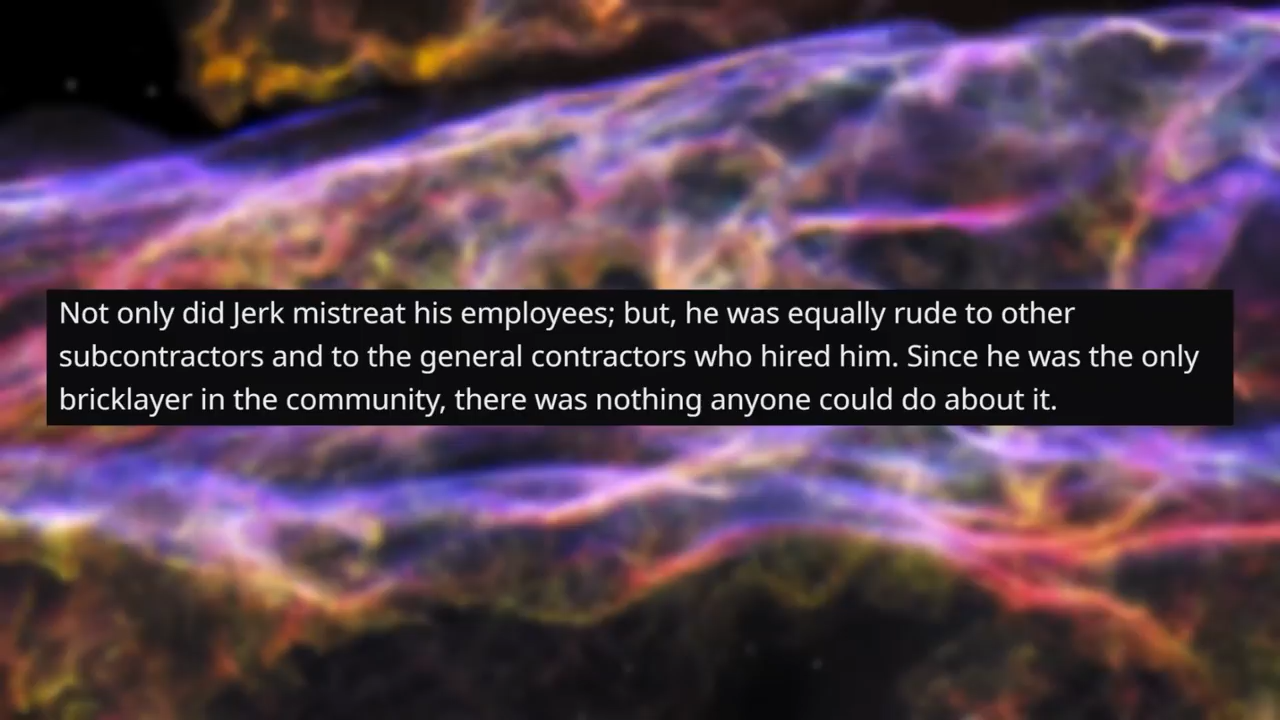 Not only did Jerk mistreat his employees; but, he was equally rude to other
subcontractors and to the general contractors who hired him. Since he was the only
bricklayer in the community, there was nothing anyone could do about it.